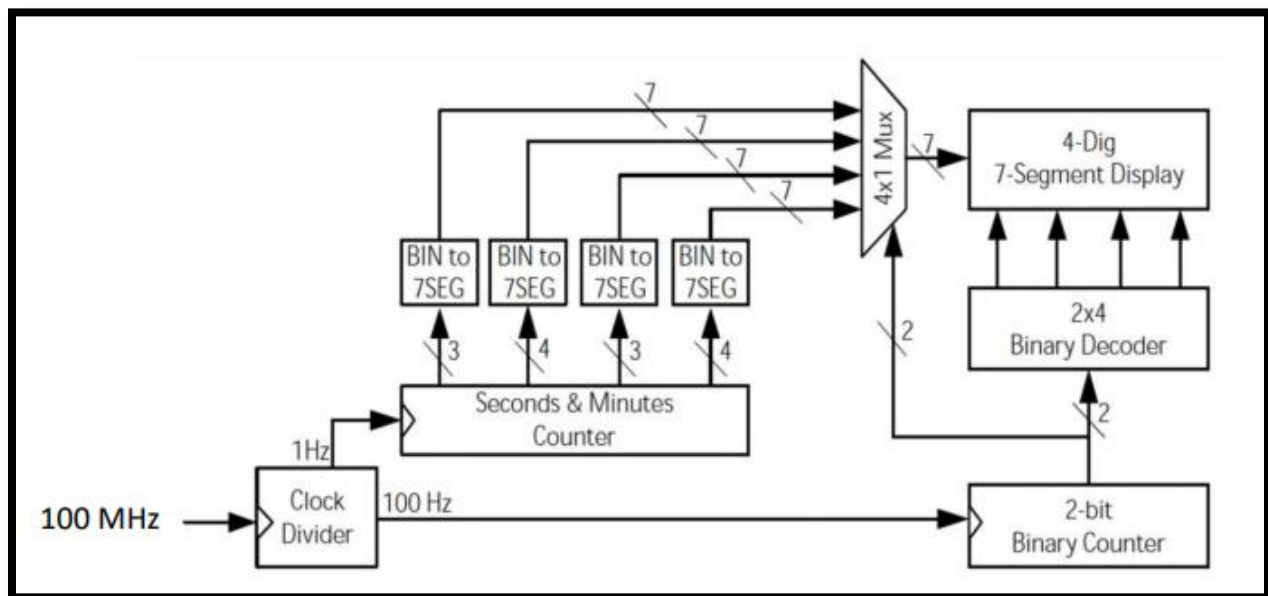 7
7
7
7
4x1 Mux
7
4-Dig
7-Segment Display
BIN to
7SEG
BIN to
7SEG
BIN to
7SEG
BIN to
7SEG
3
4
3
4
2
2x4
Binary Decoder
2
Seconds & Minutes
Counter
1Hz
100 MHz
Clock
Divider
100 Hz
2-bit
Binary Counter